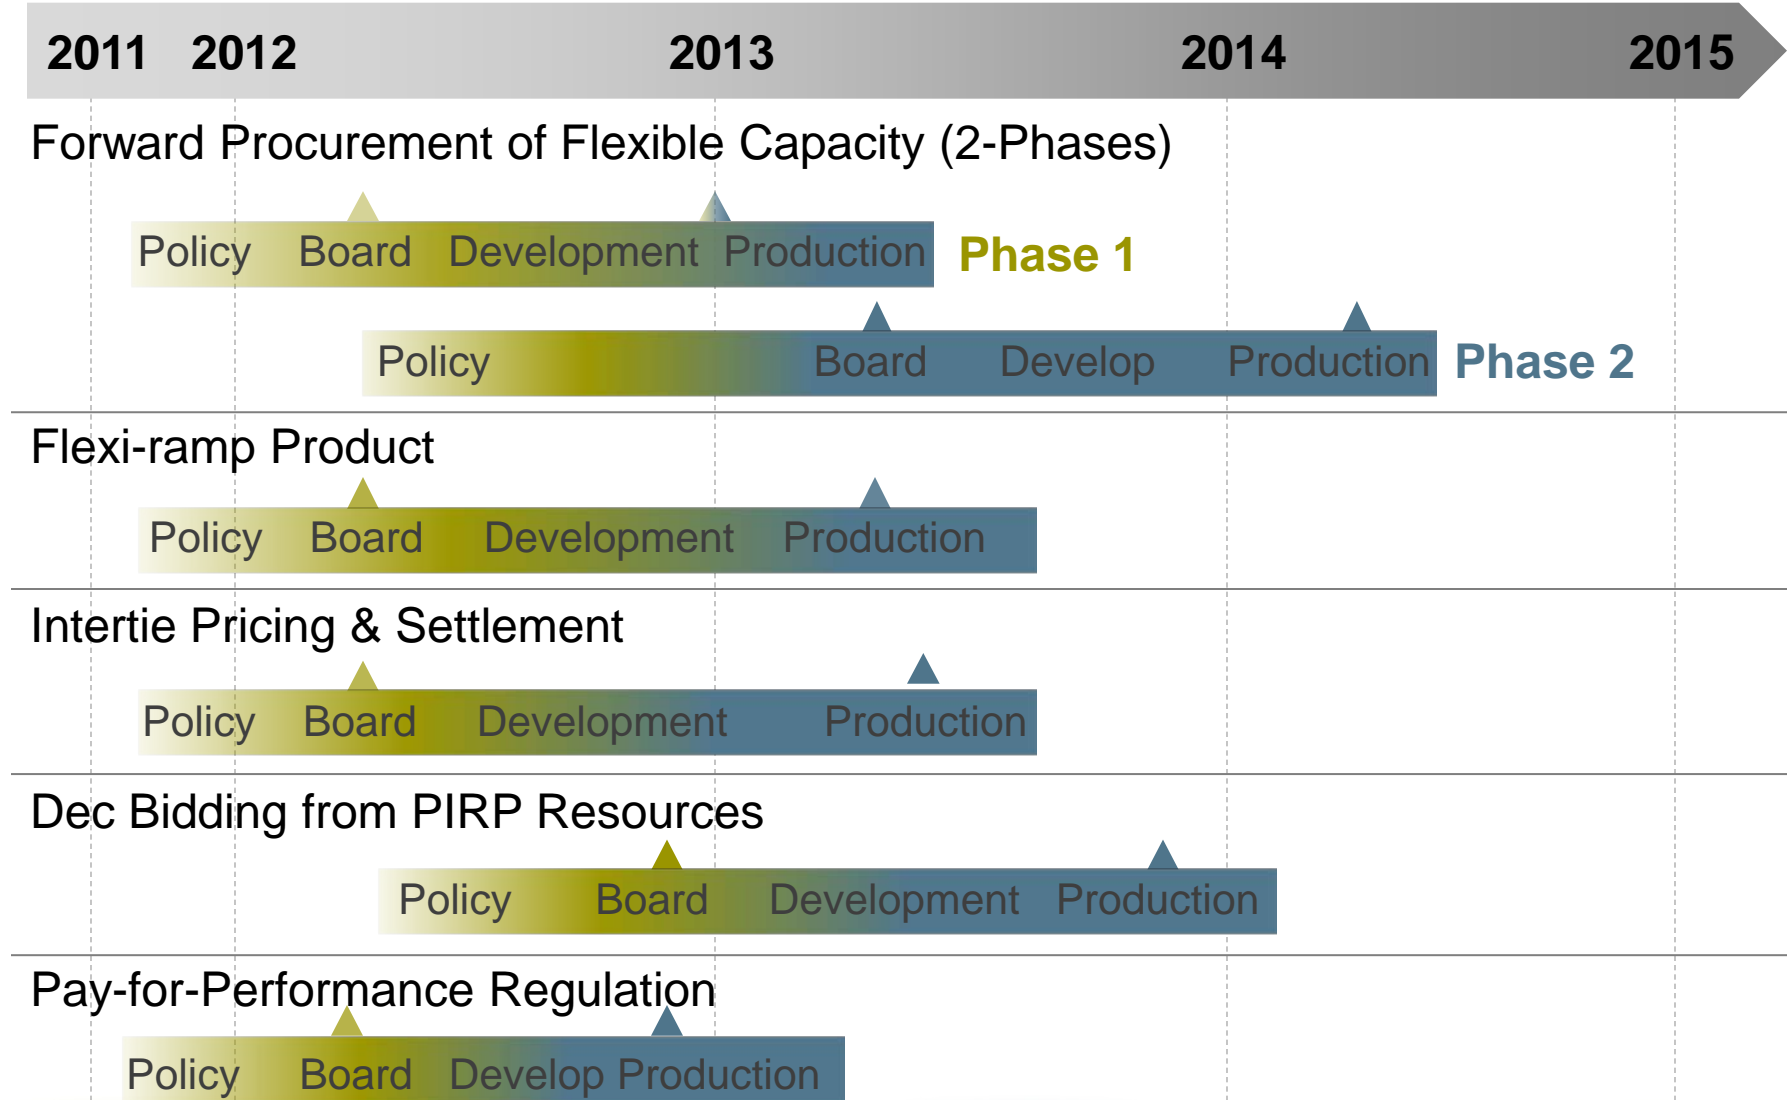 2011 2012 2013 2014 2015
Forward Procurement of Flexible Capacity (2-Phases)
Policy Board Development Production Phase 1
Policy Board Develop Production Phase 2
Flexi-ramp Product
Policy Board Development Production
Intertie Pricing & Settlement
Policy Board Development Production
Dec Bidding from PIRP Resources
Policy Board Development Production
Pay-for-Performance Regulation
Policy Board Develop Production